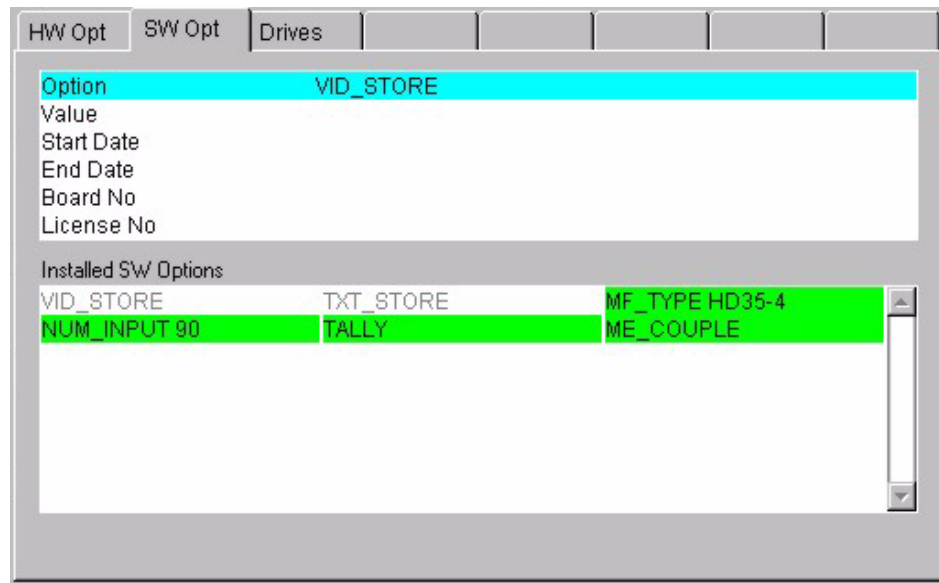 HW Opt SW Opt Drives
Option VID_STORE
Value
Start Date
End Date
Board No
License No
Installed SW Options
VID_STORE TXT_STORE MF_TYPE HD35-4
NUM_INPUT 90 TALLY ME_COUPLE